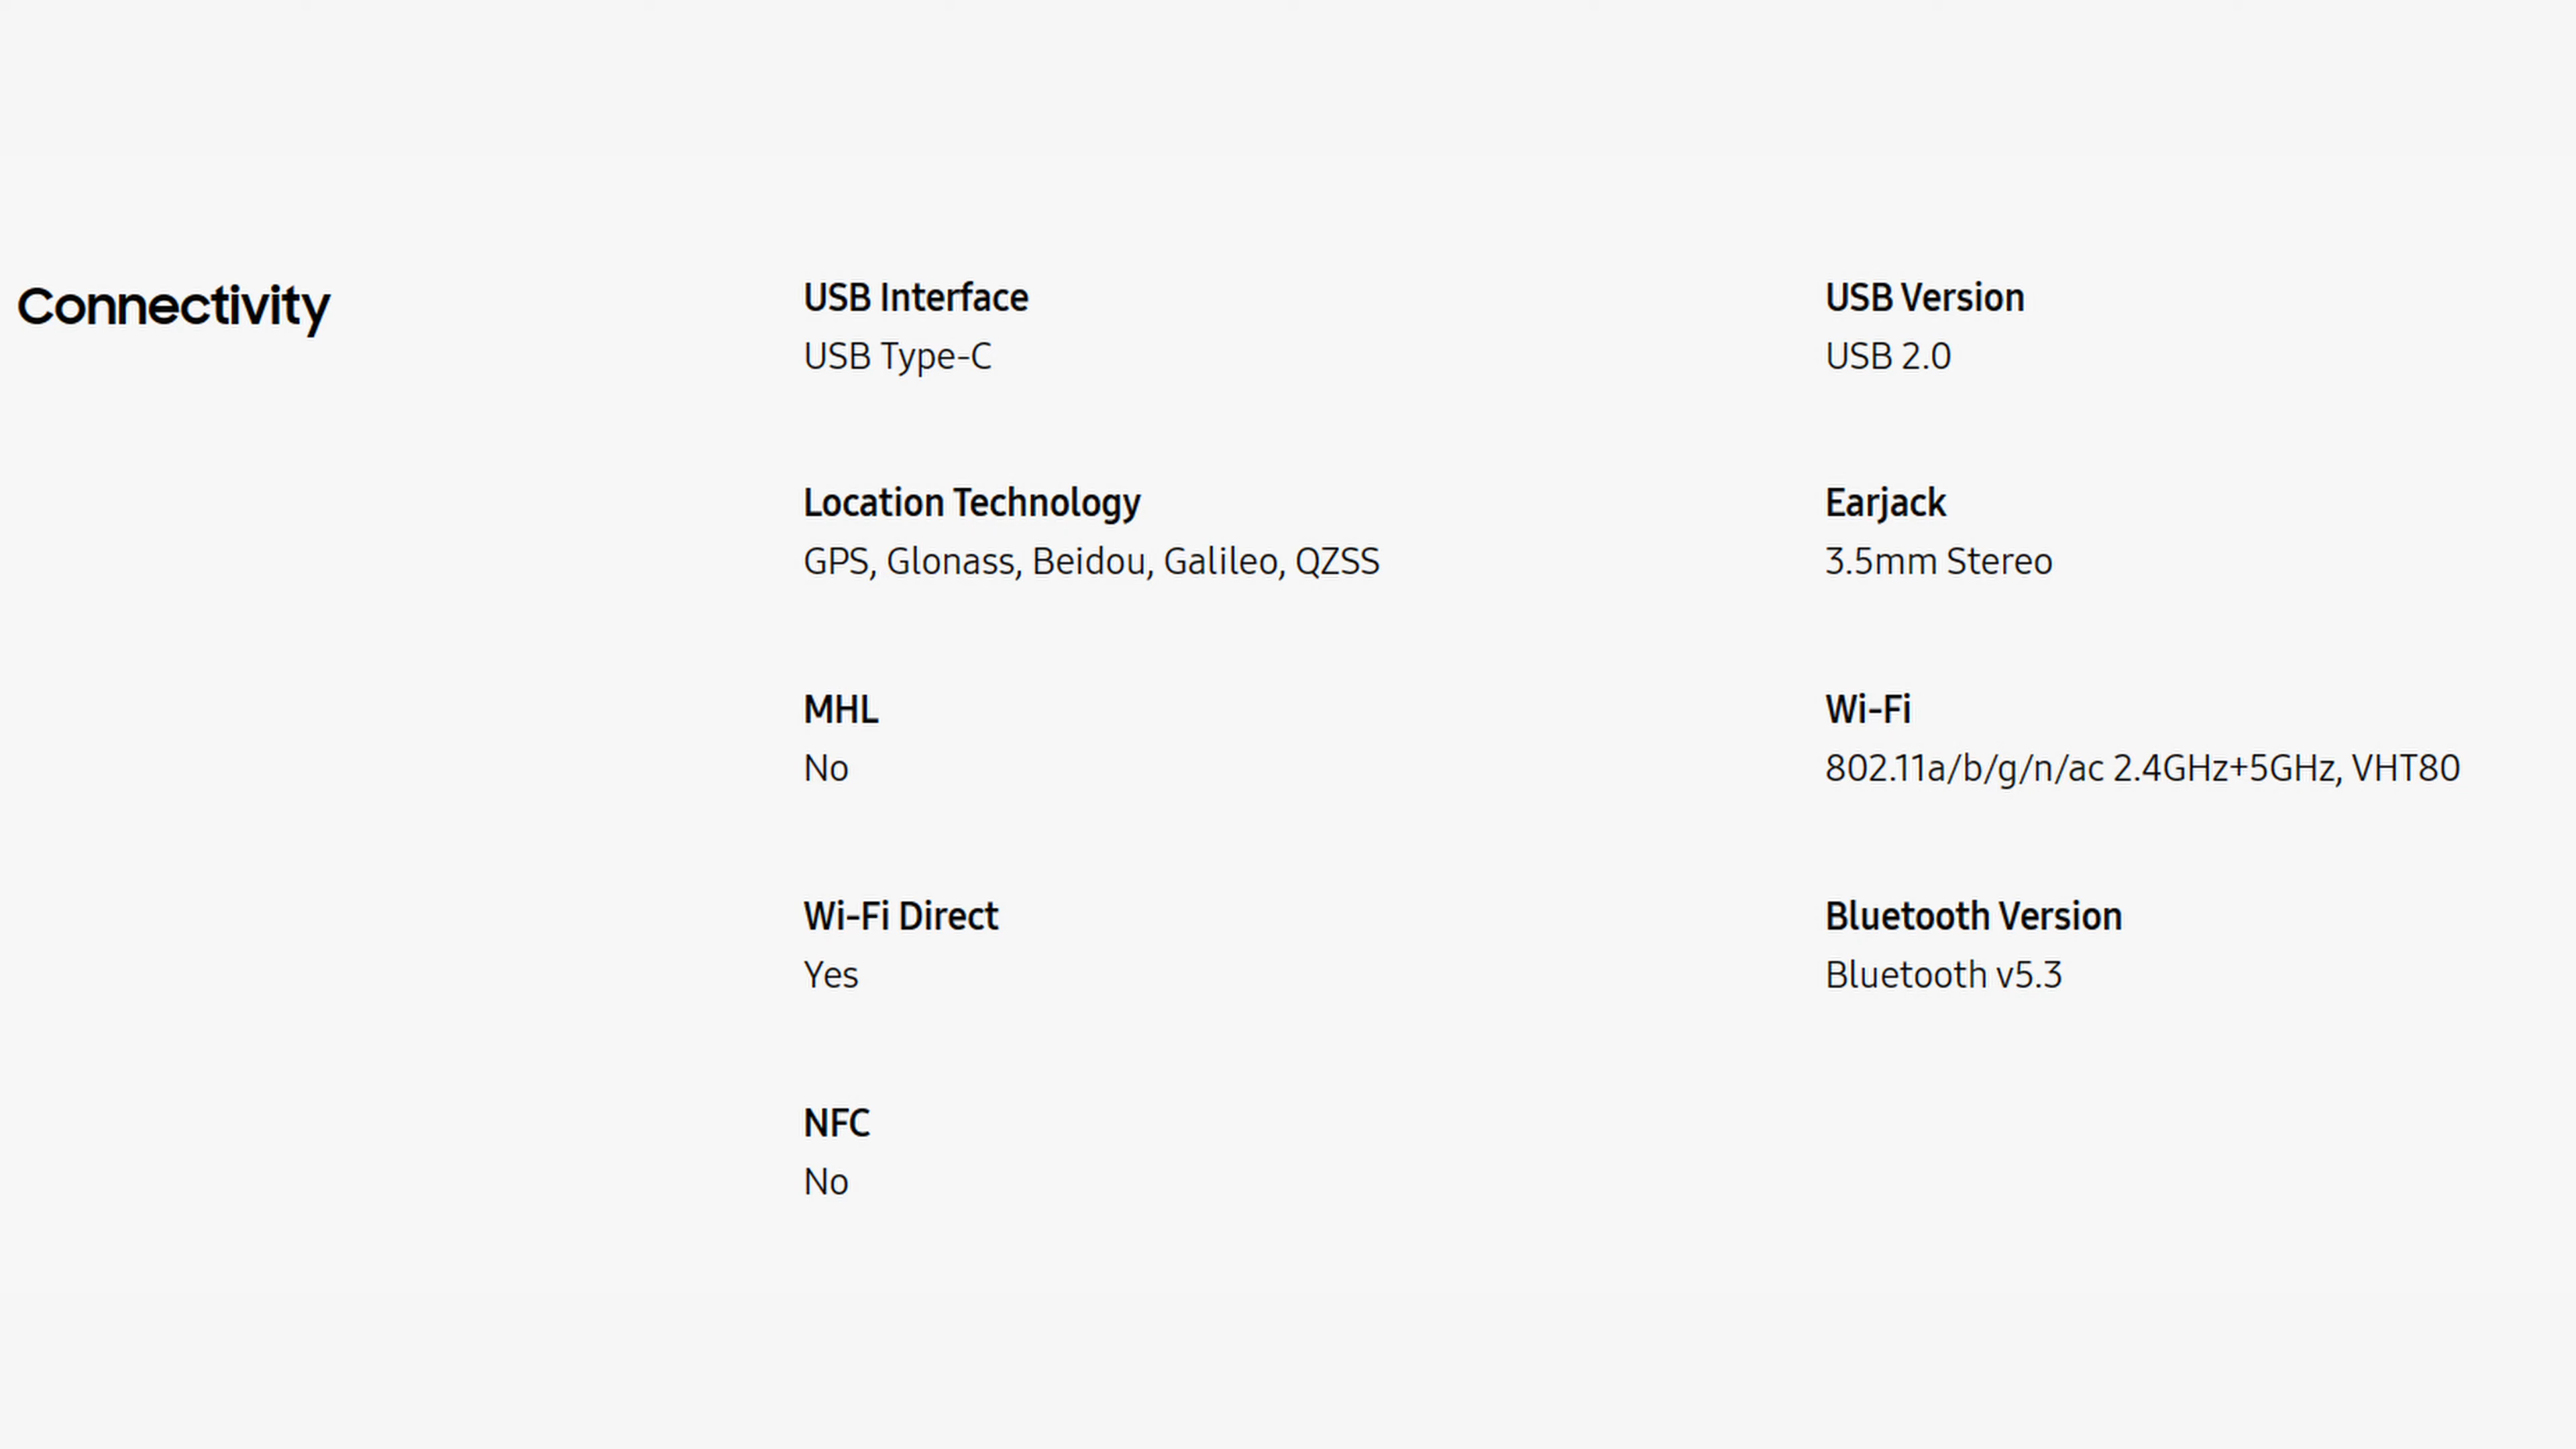 Connectivity
USB Interface
USB Type-C
USB Version
USB 2.0
Location Technology
GPS, Glonass, Beidou, Galileo, QZSS
Earjack
3.5mm Stereo
MHL
No
Wi-Fi
802.11a/b/g/n/ac 2.4GHz+5GHz, VHT80
Wi-Fi Direct
Yes
Bluetooth Version
Bluetooth v5.3
NFC
No